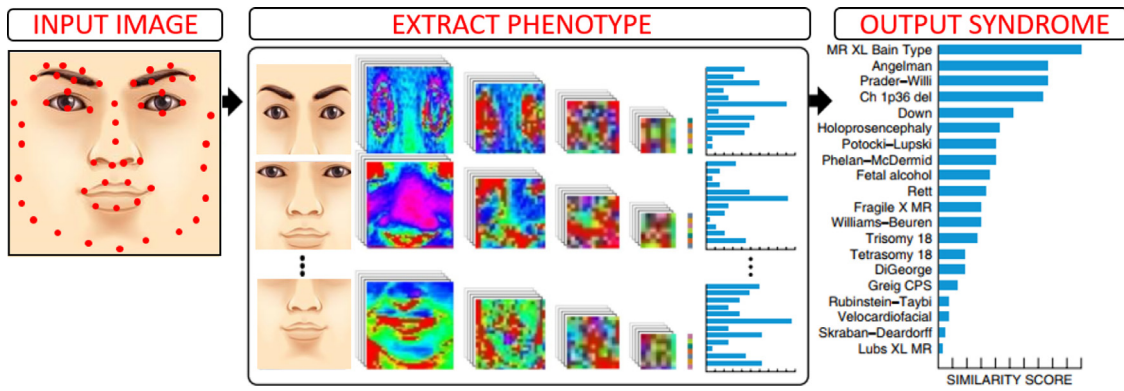 INPUT IMAGE
EXTRACT PHENOTYPE
OUTPUT SYNDROME
MR XL Bain Type
Angelman
Prader–Willi
Ch 1p36 del
Down
Holoprosencephaly
Potocki–Lupski
Phelan–McDermid
Fetal alcohol
Rett
Fragile X MR
Williams–Beuren
Trisomy 18
Tetrasomy 18
DiGeorge
Greig CPS
Rubinstein–Taybi
Velocardiofacial
Skraban–Deardorff
Lubs XL MR
SIMILARITY SCORE